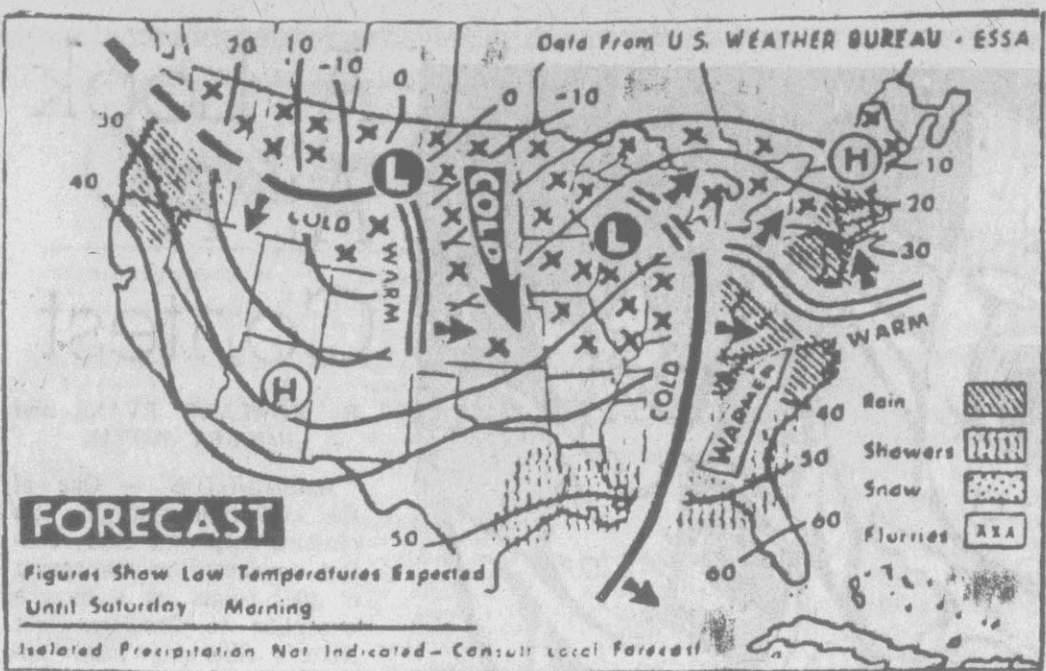 Data From U.S. WEATHER BUREAU - ESSA
20 10 -10 0 0 -10
30
40
L
H
10
20
30
COLD
COLD
WARM
L
WARM
H
COLD
WARMER
40
50
60
60
50
Rain
Showers
Snow
Flurries
FORECAST
Figures Show Low Temperatures Expected
Until Saturday Morning
Isolated Precipitation Not Indicated - Consult Local Forecast